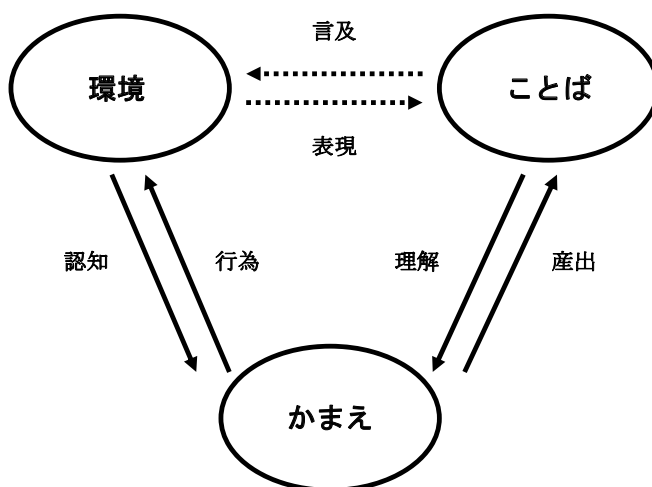 言及
環境
ことば
表現
認知
行為
理解
産出
かまえ